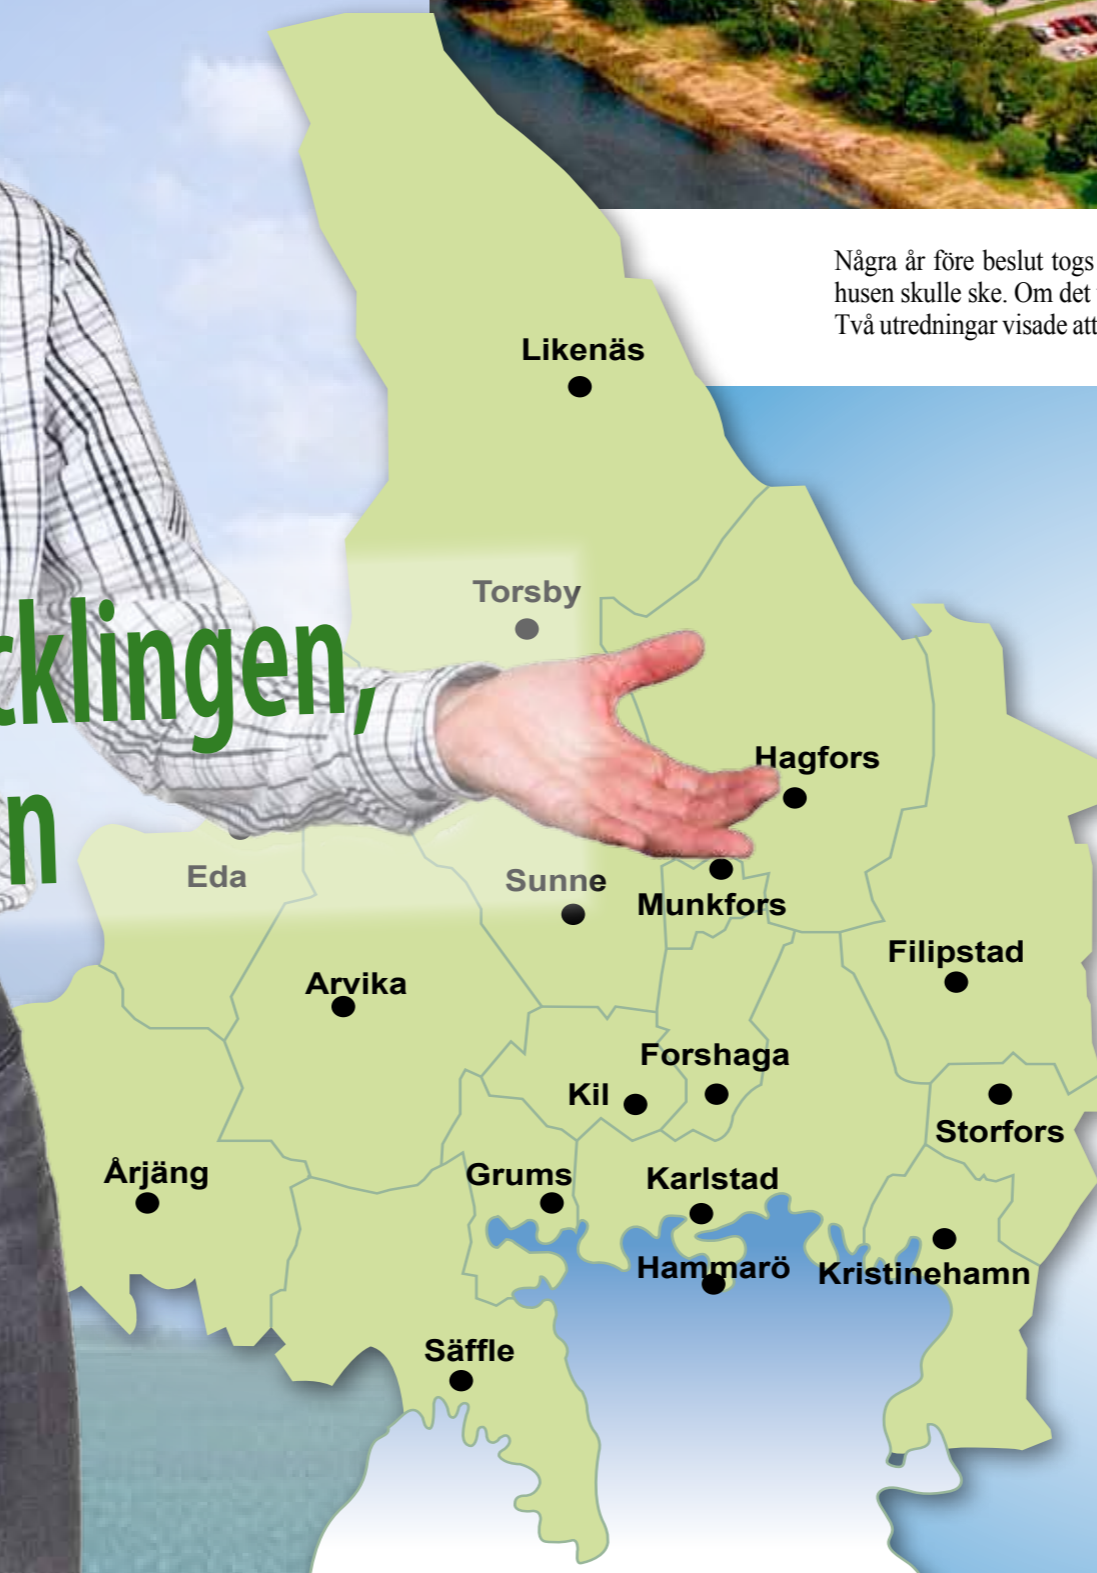 Några år före beslut togs
husen skulle ske. Om det
Två utredningar visade att
Likenäs
Torsby
cklingen,
n
Hagfors
Eda
Sunne
Munkfors
Filipstad
Arvika
Forshaga
Kil
Storfors
Årjäng
Grums
Karlstad
Hammarö
Kristinehamn
Säffle